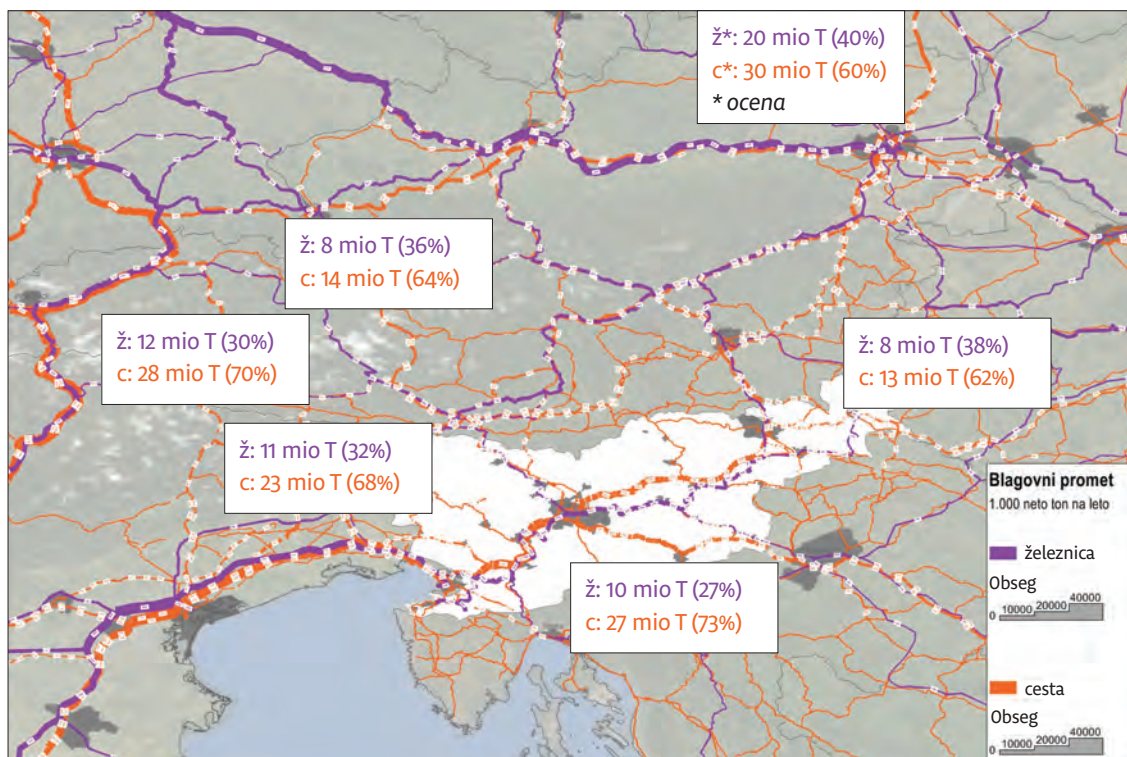 ž*: 20 mio T (40%)
c*: 30 mio T (60%)
* ocena
ž: 8 mio T (36%)
c: 14 mio T (64%)
ž: 12 mio T (30%)
c: 28 mio T (70%)
ž: 8 mio T (38%)
c: 13 mio T (62%)
ž: 11 mio T (32%)
c: 23 mio T (68%)
ž: 10 mio T (27%)
c: 27 mio T (73%)
Blagovni promet
1.000 neto ton na leto
železnica
Obseg
0 10000 20000 40000
cesta
Obseg
0 10000 20000 40000